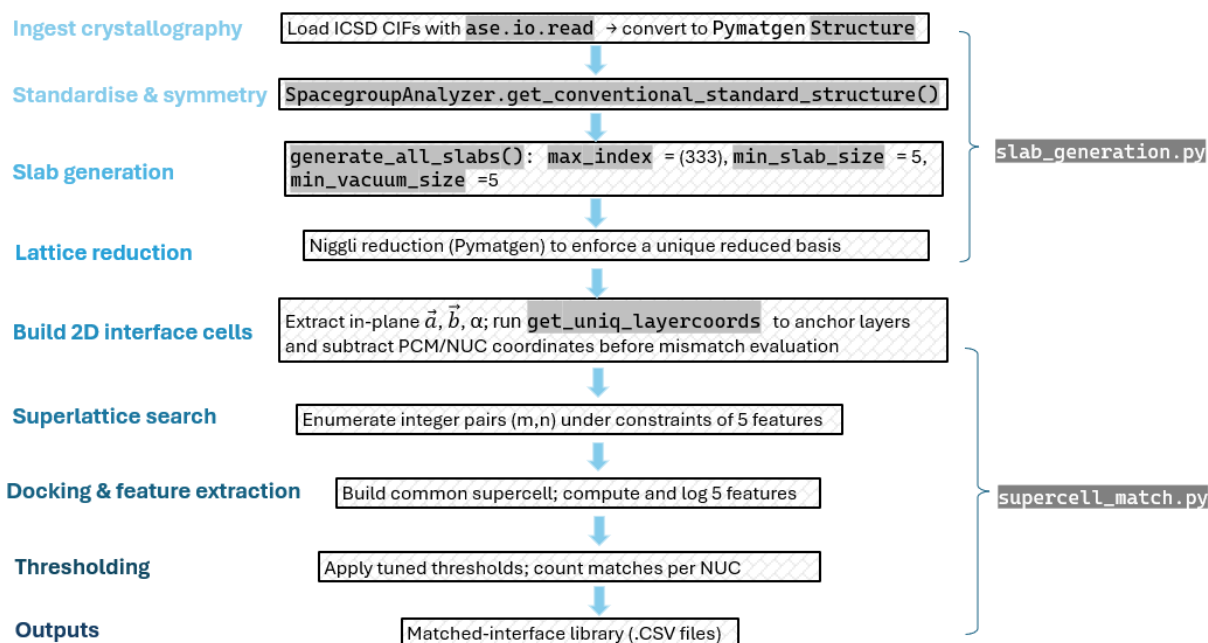 Ingest crystallography
Load ICSD CIFs with ase.io.read → convert to Pymatgen Structure
Standardise & symmetry
SpacegroupAnalyzer.get_conventional_standard_structure()
Slab generation
generate_all_slabs(): max_index = (333), min_slab_size = 5,
min_vacuum_size =5
slab_generation.py
Lattice reduction
Niggli reduction (Pymatgen) to enforce a unique reduced basis
Build 2D interface cells
Extract in-plane a⃗, b⃗, α; run get_uniq_layercoords to anchor layers
and subtract PCM/NUC coordinates before mismatch evaluation
Superlattice search
Enumerate integer pairs (m,n) under constraints of 5 features
Docking & feature extraction
Build common supercell; compute and log 5 features
supercell_match.py
Thresholding
Apply tuned thresholds; count matches per NUC
Outputs
Matched-interface library (.CSV files)